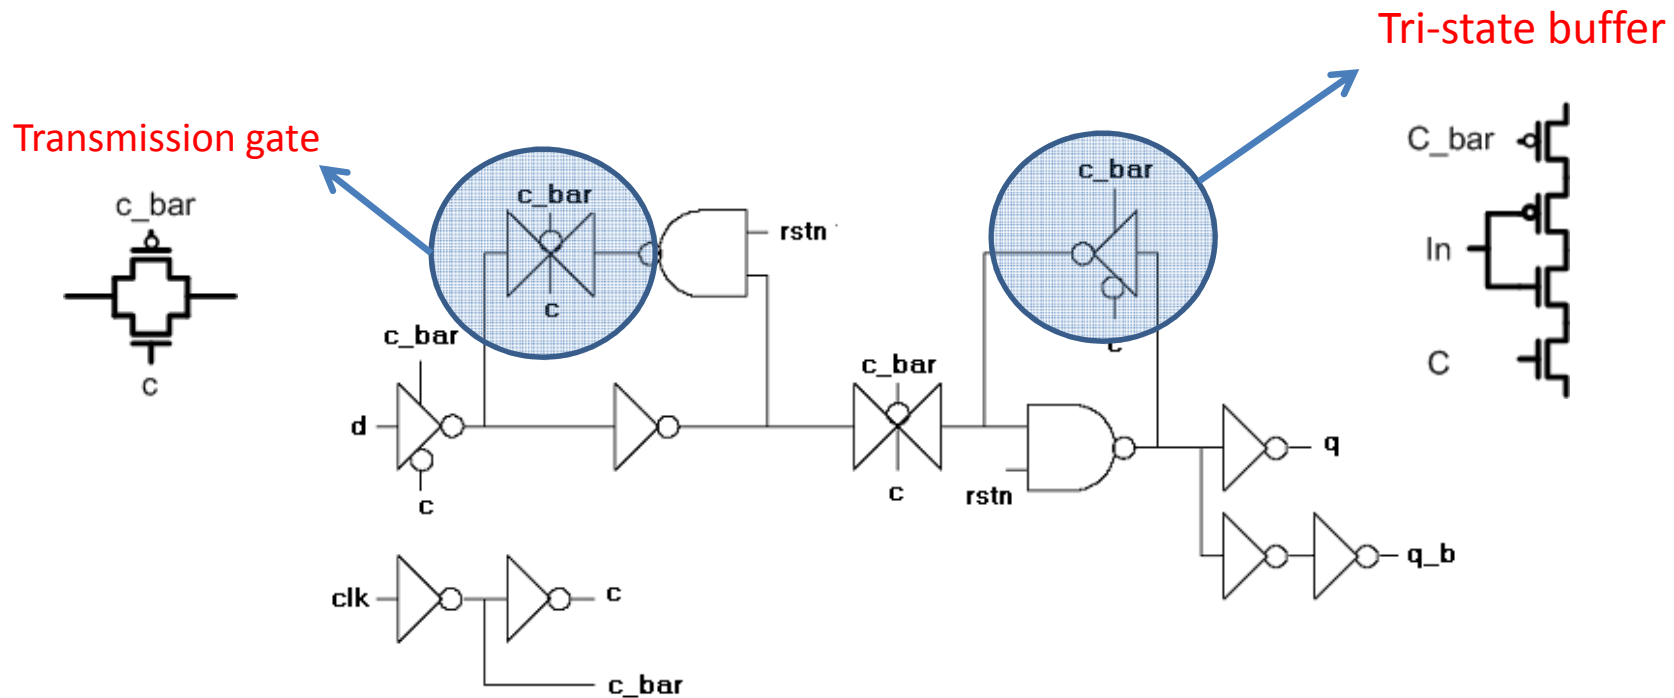 Tri-state buffer
Transmission gate
C_bar
c_bar
c_bar
c_bar
rstn
In
c
c
c_bar
c
c_bar
C
c
d
q
c
rstn
c
q_b
clk
c
c_bar